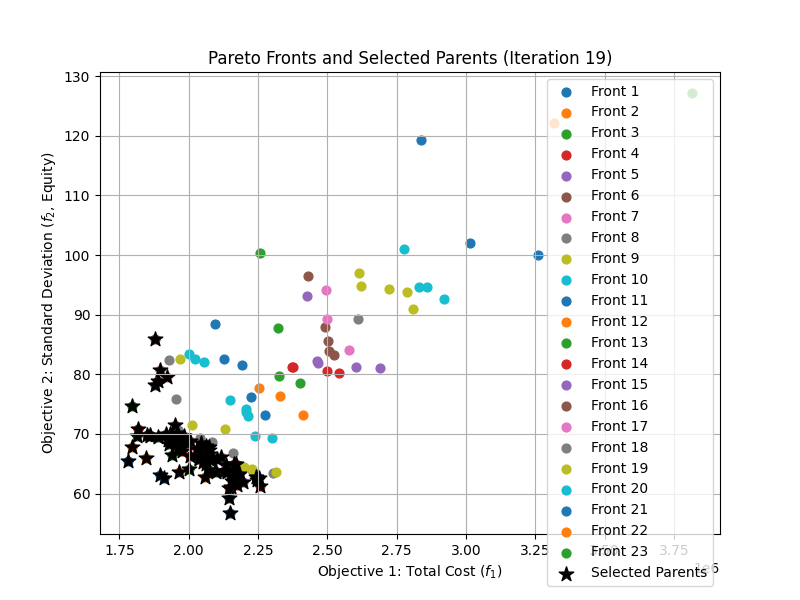 Pareto Fronts and Selected Parents (Iteration 19)
130
120
110
100
90
80
70
60
Objective 2: Standard Deviation (f₂, Equity)
1.75 2.00 2.25 2.50 2.75 3.00 3.25 3.50 3.75
1e6
Objective 1: Total Cost (f₁)
Front 1
Front 2
Front 3
Front 4
Front 5
Front 6
Front 7
Front 8
Front 9
Front 10
Front 11
Front 12
Front 13
Front 14
Front 15
Front 16
Front 17
Front 18
Front 19
Front 20
Front 21
Front 22
Front 23
Selected Parents